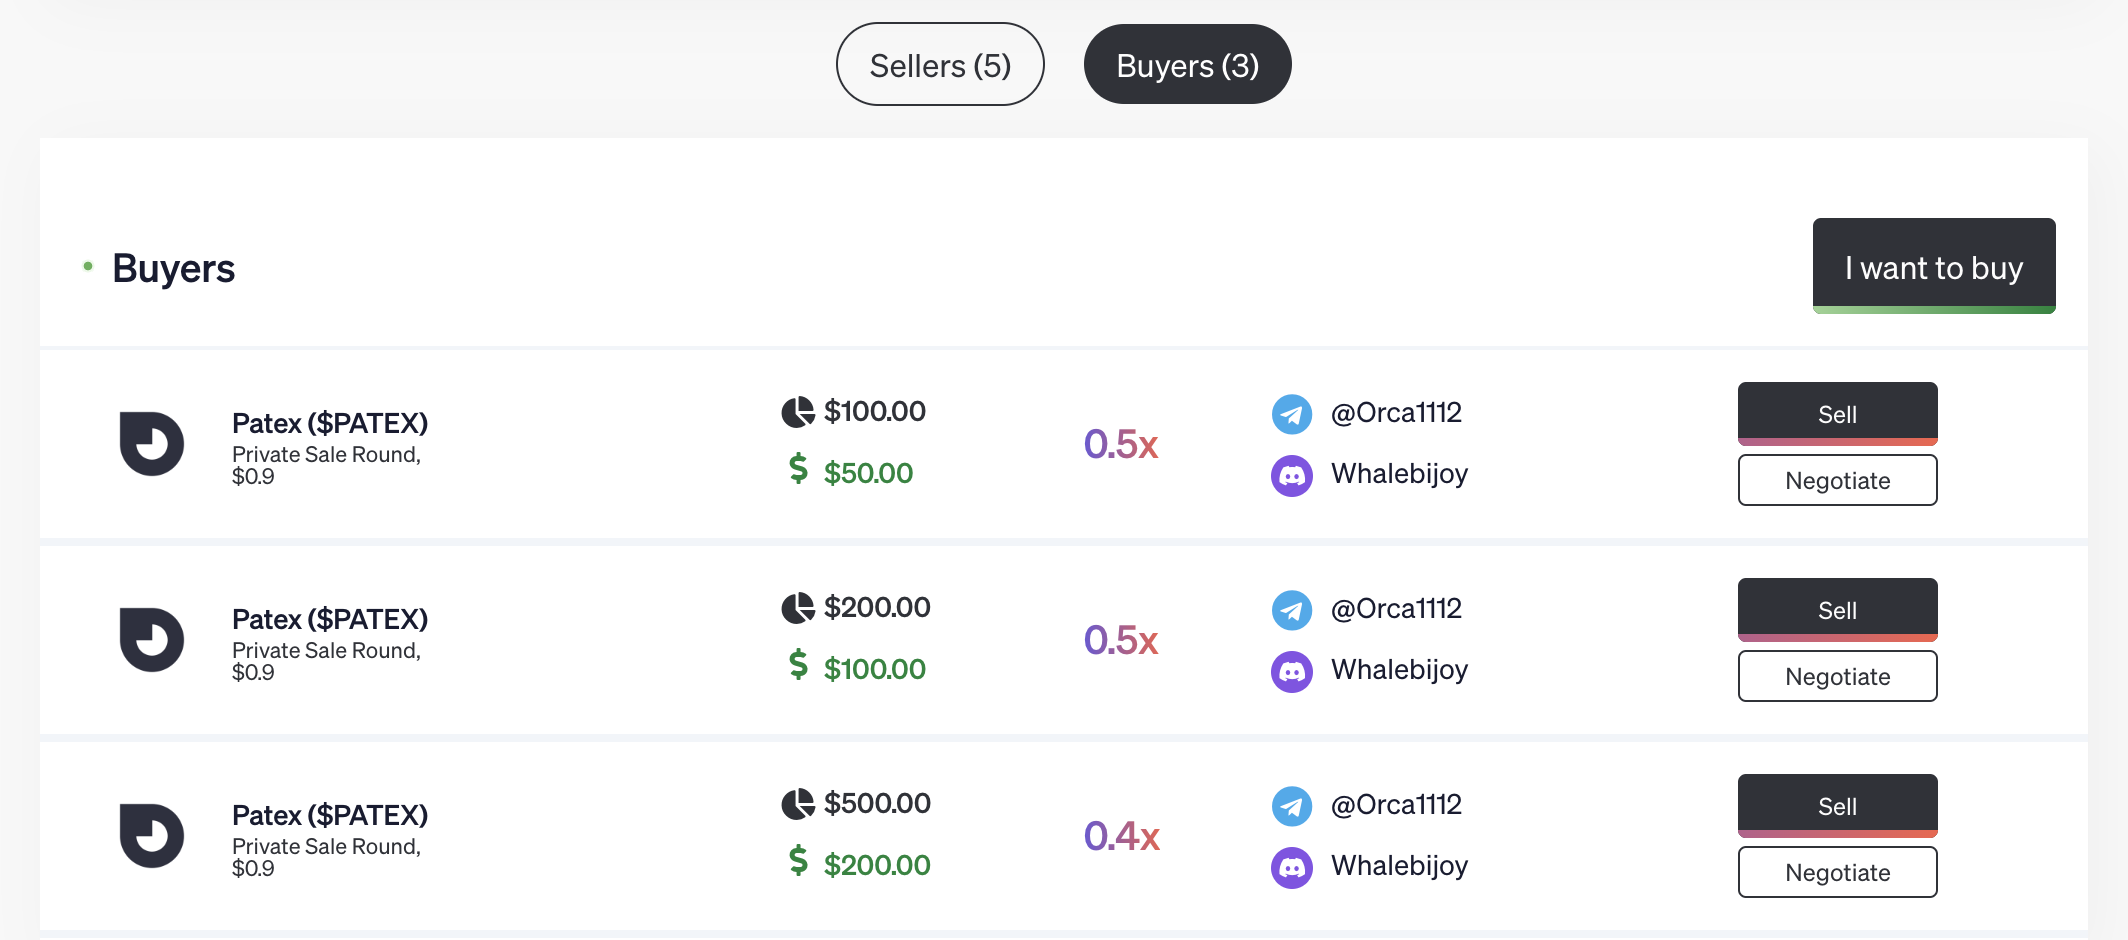 Sellers (5)
Buyers (3)
Buyers
I want to buy
Patex ($PATEX)
Private Sale Round,
$0.9
$100.00
$50.00
0.5x
@Orca1112
Whalebijoy
Sell
Negotiate
Patex ($PATEX)
Private Sale Round,
$0.9
$200.00
$100.00
0.5x
@Orca1112
Whalebijoy
Sell
Negotiate
Patex ($PATEX)
Private Sale Round,
$0.9
$500.00
$200.00
0.4x
@Orca1112
Whalebijoy
Sell
Negotiate